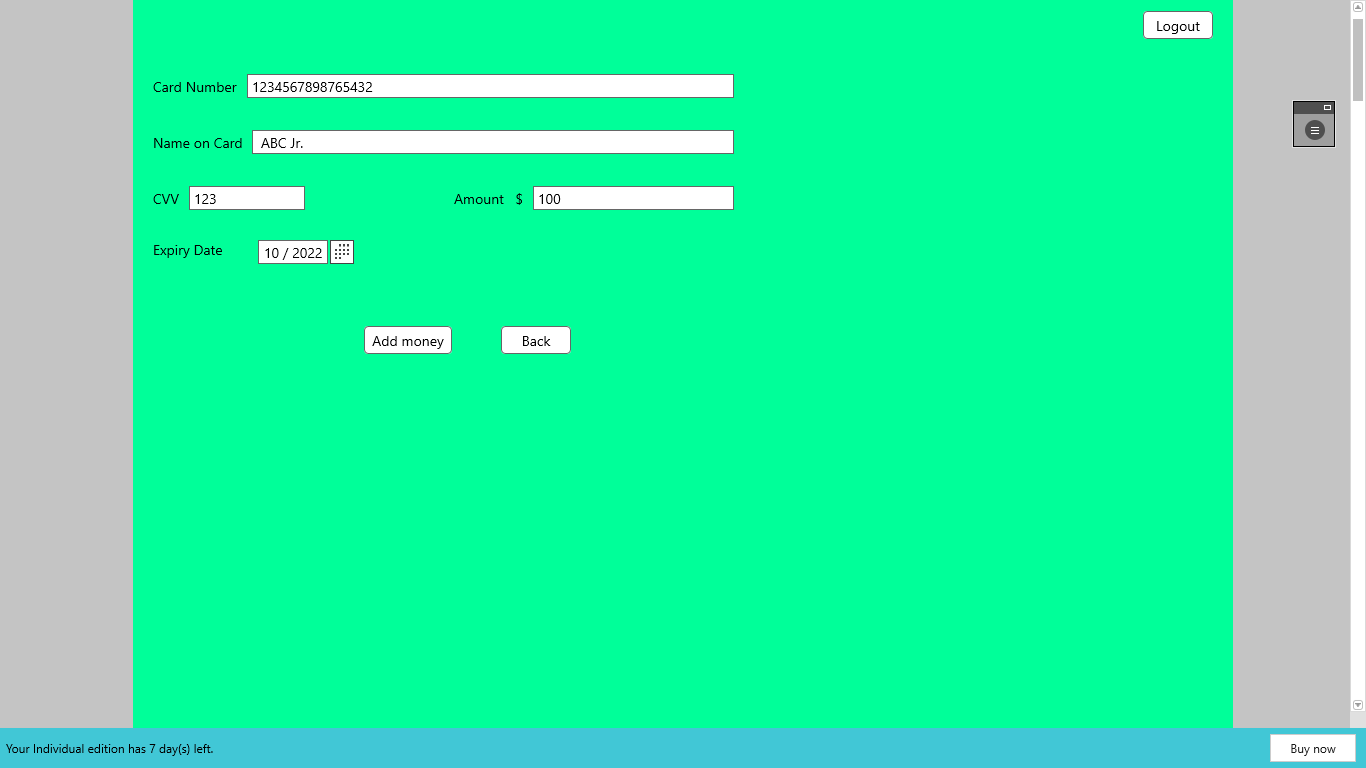 Logout
Card Number 1234567898765432
Name on Card ABC Jr.
CVV 123 Amount $ 100
Expiry Date 10 / 2022
Add money Back
Your Individual edition has 7 day(s) left. Buy now